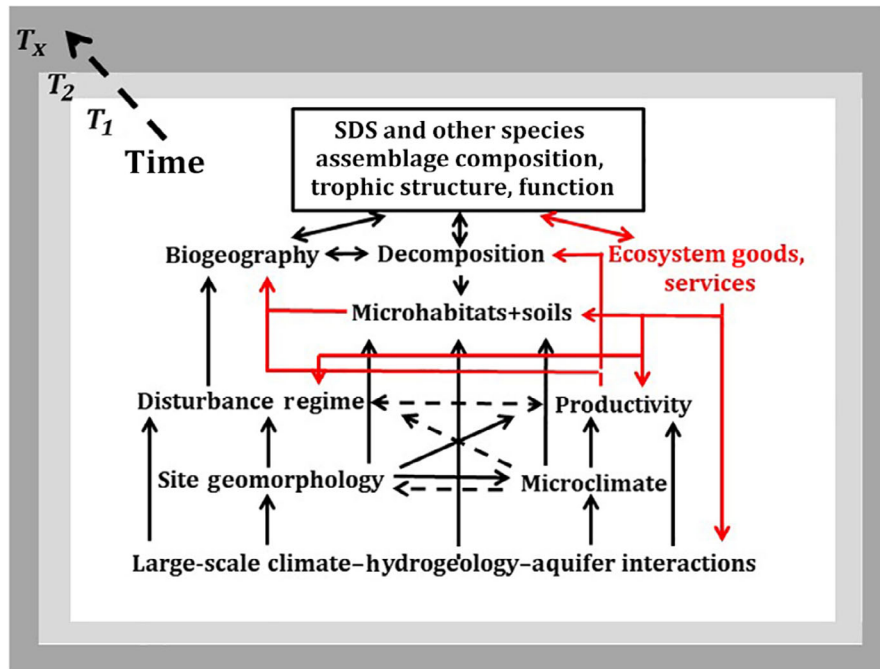 Tx
T2
T1
Time
SDS and other species
assemblage composition,
trophic structure, function
Biogeography
Decomposition
Ecosystem goods,
services
Microhabitats+soils
Disturbance regime
Productivity
Site geomorphology
Microclimate
Large-scale climate–hydrogeology–aquifer interactions